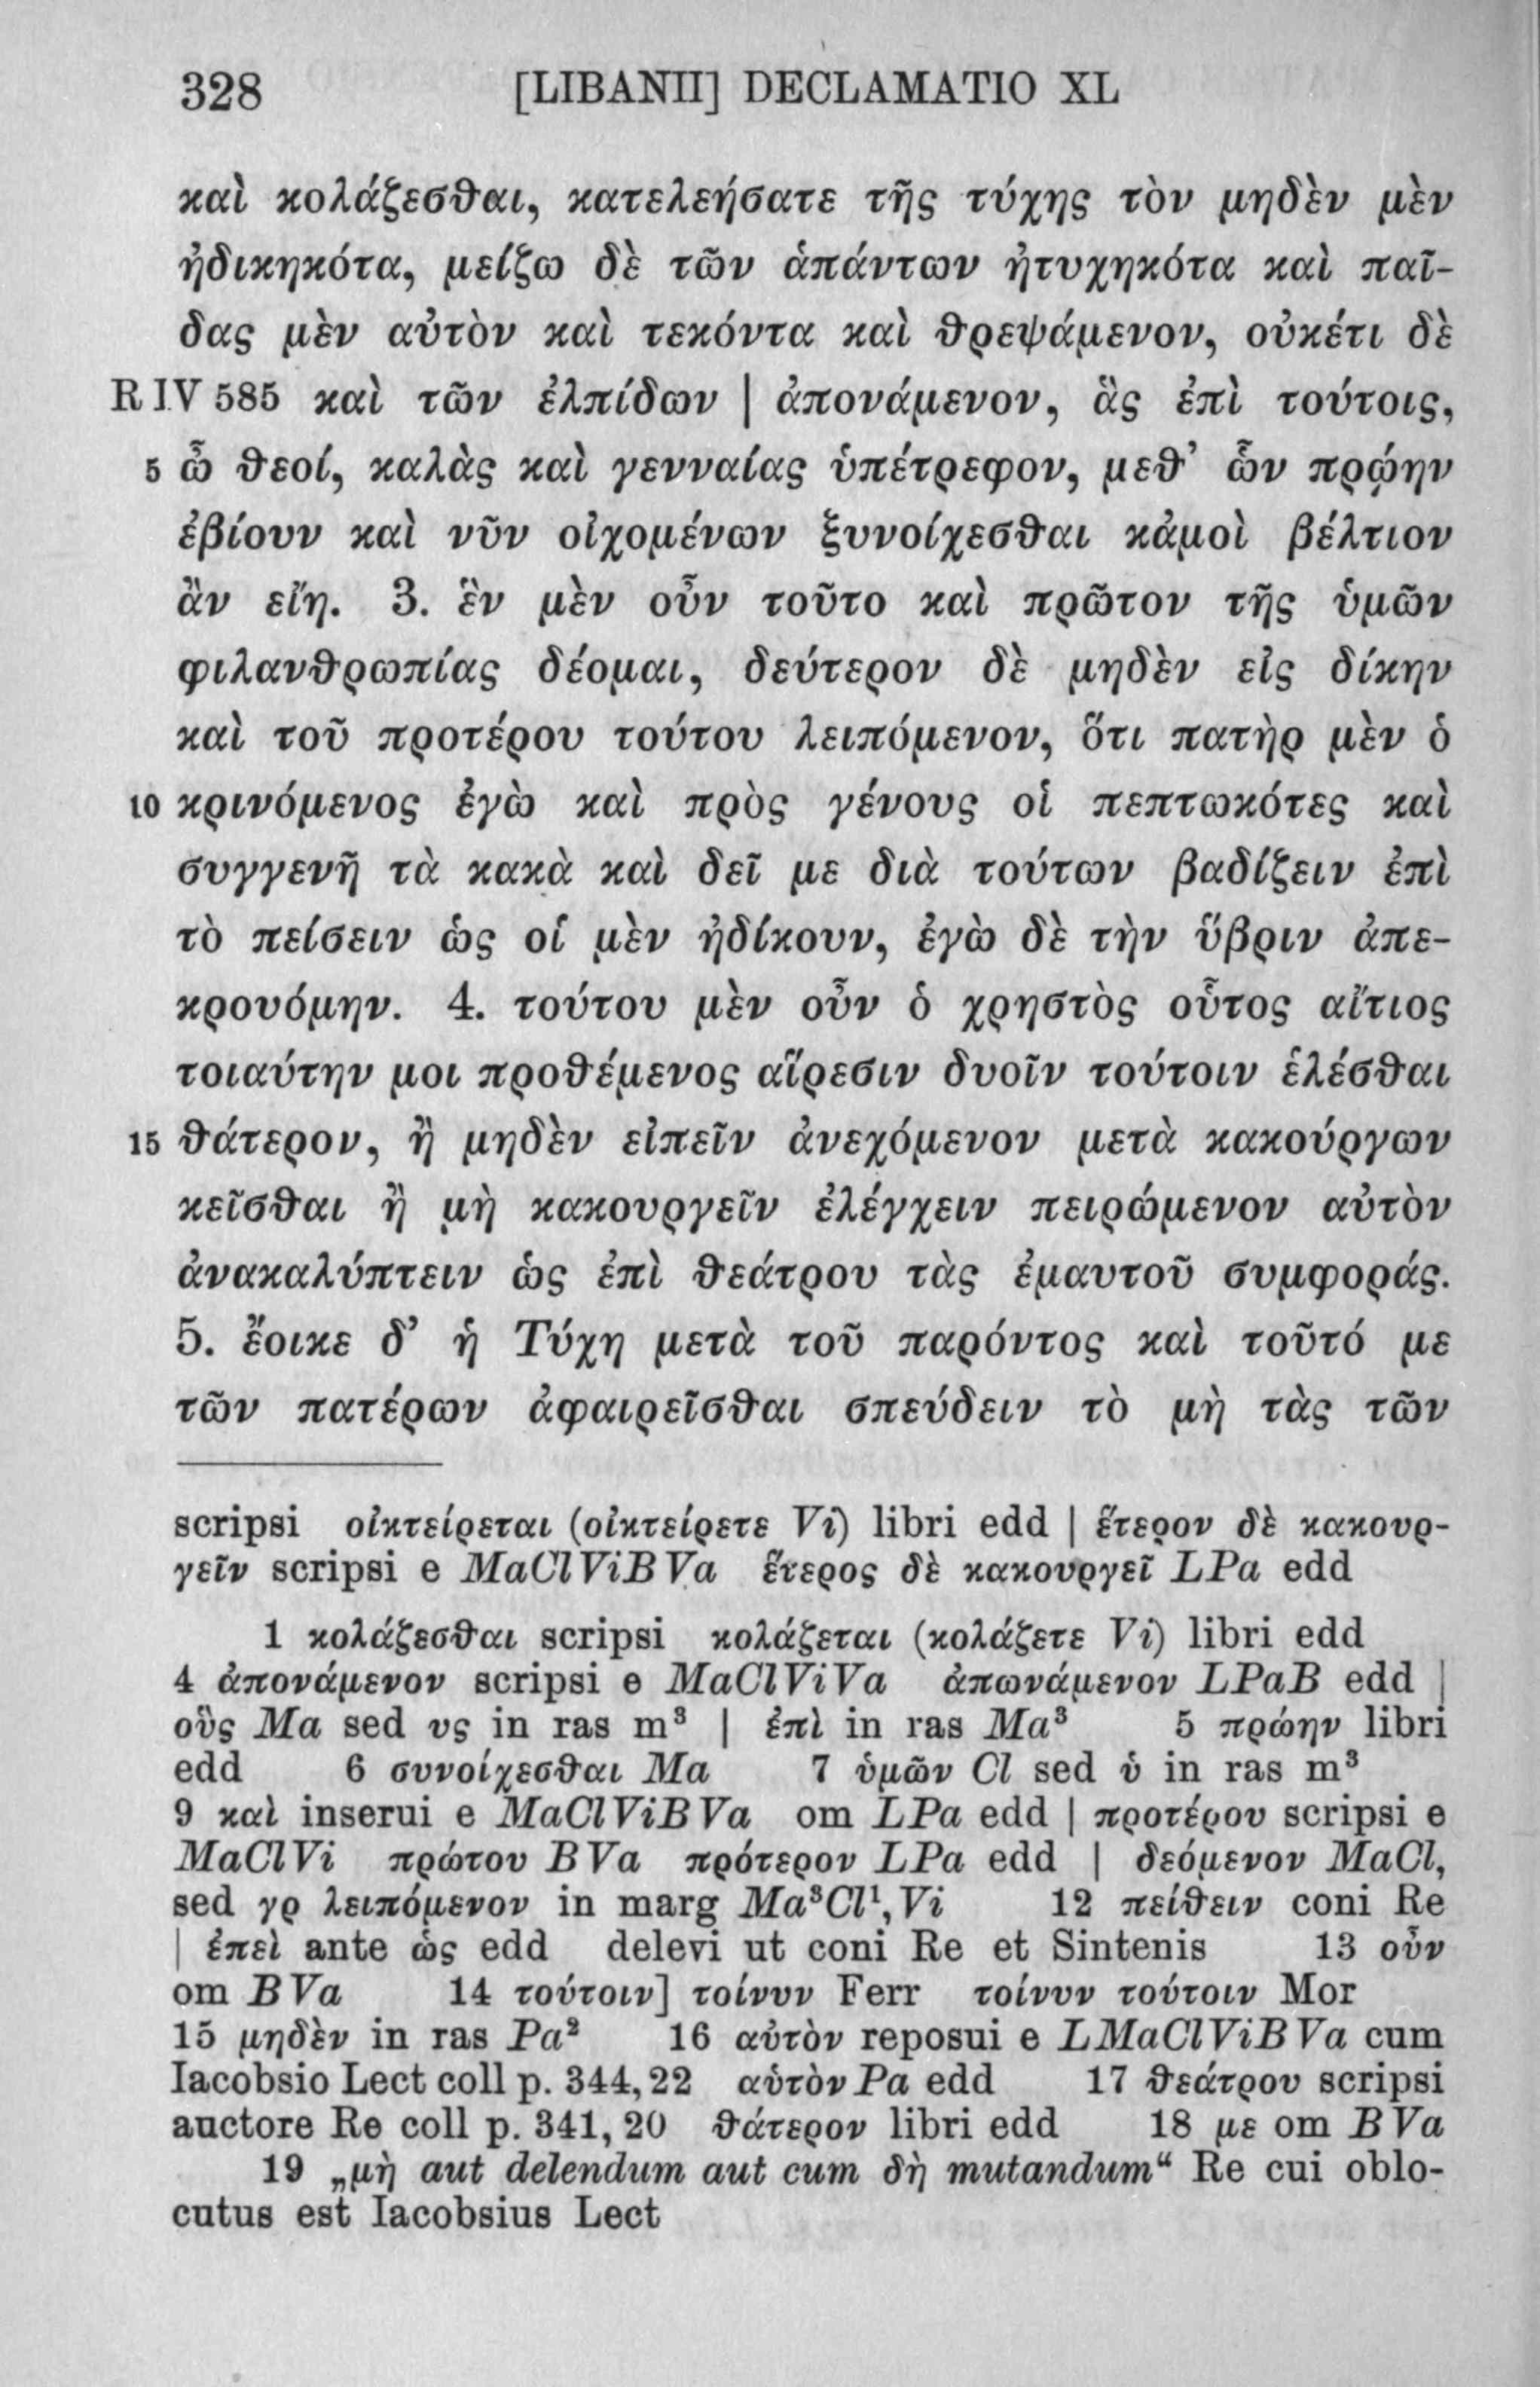 328 [LIBANII] DECLAMATIO XL
καὶ κολάζεσθαι, κατελεήσατε τῆς τύχης τὸν μηδὲν μὲν
ἠδικηκότα, μείζω δὲ τῶν ἁπάντων ἠτυχηκότα καὶ παῖ-
δας μὲν αὐτὸν καὶ τεκόντα καὶ θρεψάμενον, οὐκέτι δὲ
R IV 585 καὶ τῶν ἐλπίδων | ἀπονάμενον, ἃς ἐπὶ τούτοις,
5 ὦ θεοί, καλὰς καὶ γενναίας ὑπέτρεφον, μεθ’ ὧν πρῴην
ἐβίουν καὶ νῦν οἰχομένων ξυνοίχεσθαι κἀμοὶ βέλτιον
ἂν εἴη. 3. ἓν μὲν οὖν τοῦτο καὶ πρῶτον τῆς ὑμῶν
φιλανθρωπίας δέομαι, δεύτερον δὲ μηδὲν εἰς δίκην
καὶ τοῦ προτέρου τούτου λειπόμενον, ὅτι πατὴρ μὲν ὁ
10 κρινόμενος ἐγὼ καὶ πρὸς γένους οἱ πεπτωκότες καὶ
συγγενῆ τὰ κακὰ καὶ δεῖ με διὰ τούτων βαδίζειν ἐπὶ
τὸ πείσειν ὡς οἱ μὲν ἠδίκουν, ἐγὼ δὲ τὴν ὕβριν ἀπε-
κρουόμην. 4. τούτου μὲν οὖν ὁ χρηστὸς οὗτος αἴτιος
τοιαύτην μοι προθέμενος αἵρεσιν δυοῖν τούτοιν ἑλέσθαι
15 θάτερον, ἢ μηδὲν εἰπεῖν ἀνεχόμενον μετὰ κακούργων
κεῖσθαι ἢ μὴ κακουργεῖν ἐλέγχειν πειρώμενον αὐτὸν
ἀνακαλύπτειν ὡς ἐπὶ θεάτρου τὰς ἐμαυτοῦ συμφοράς.
5. ἔοικε δ’ ἡ Τύχη μετὰ τοῦ παρόντος καὶ τοῦτό με
τῶν πατέρων ἀφαιρεῖσθαι σπεύδειν τὸ μὴ τὰς τῶν
scripsi οἰκτείρεται (οἰκτείρετε Vi) libri edd | ἕτερον δὲ κακουρ-
γεῖν scripsi e MaClViBVa ἕτερος δὲ κακουργεῖ LPa edd
1 κολάζεσθαι scripsi κολάζεται (κολάζετε Vi) libri edd
4 ἀπονάμενον scripsi e MaClViVa ἀπωνάμενον LPaB edd |
οὓς Ma sed υς in ras m³ | ἐπὶ in ras Ma³ 5 πρώην libri
edd 6 συνοίχεσθαι Ma 7 ὑμῶν Cl sed ὑ in ras m³
9 καὶ inserui e MaClViBVa om LPa edd | προτέρου scripsi e
MaClVi πρώτου BVa πρότερον LPa edd | δεόμενον MaCl,
sed γρ λειπόμενον in marg Ma³Cl¹, Vi 12 πείθειν coni Re
| ἐπεὶ ante ὡς edd delevi ut coni Re et Sintenis 13 οὖν
om BVa 14 τούτοιν] τοίνυν Ferr τοίνυν τούτοιν Mor
15 μηδὲν in ras Pa² 16 αὐτὸν reposui e LMaClViBVa cum
Iacobsio Lect coll p. 344, 22 αὑτὸν Pa edd 17 θεάτρου scripsi
auctore Re coll p. 341, 20 θάτερον libri edd 18 με om BVa
19 „μὴ aut delendum aut cum δὴ mutandum“ Re cui oblo-
cutus est Iacobsius Lect